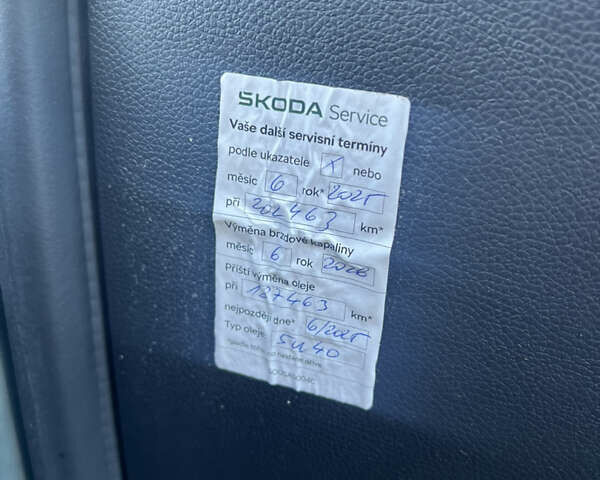 ŠKODA Service
Vaše další servisní termíny
podle ukazatele X nebo
měsíc 6 rok* 2025
při 202463 km*
Výměna brzdové kapaliny
měsíc 6 rok 2026
Příští výměna oleje
při 187463 km*
nejpozději dne* 6/2025
Typ oleje 5W40